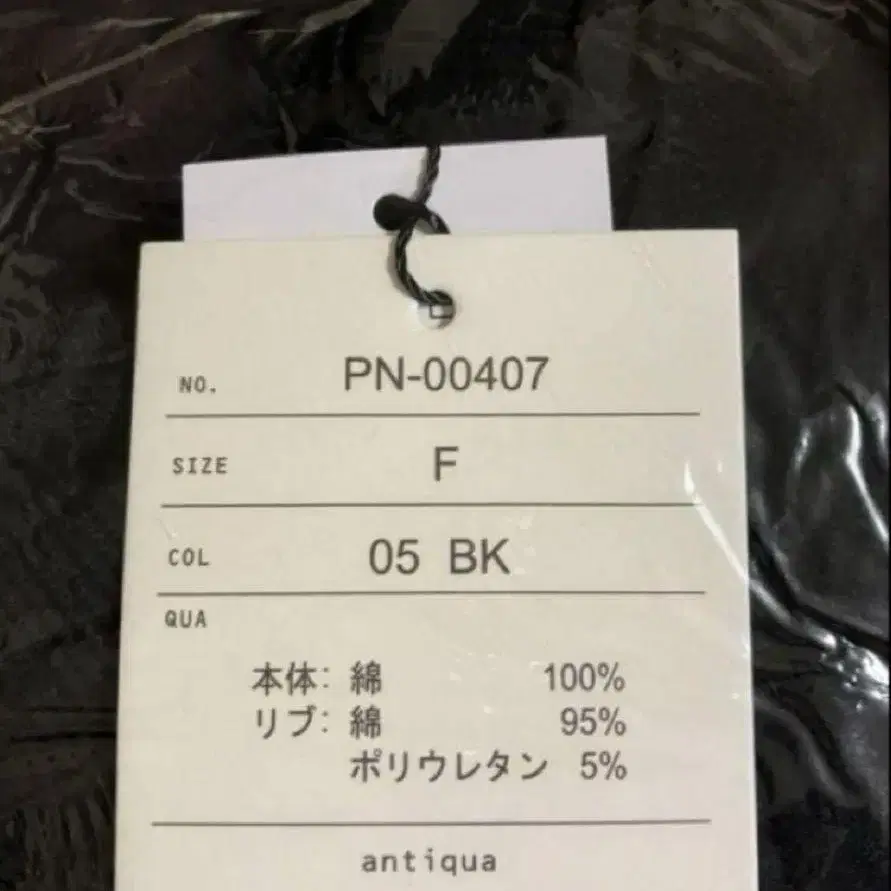 NO. PN-00407
SIZE F
COL 05 BK
QUA
本体: 綿 100%
リブ: 綿 95%
ポリウレタン 5%
antiqua